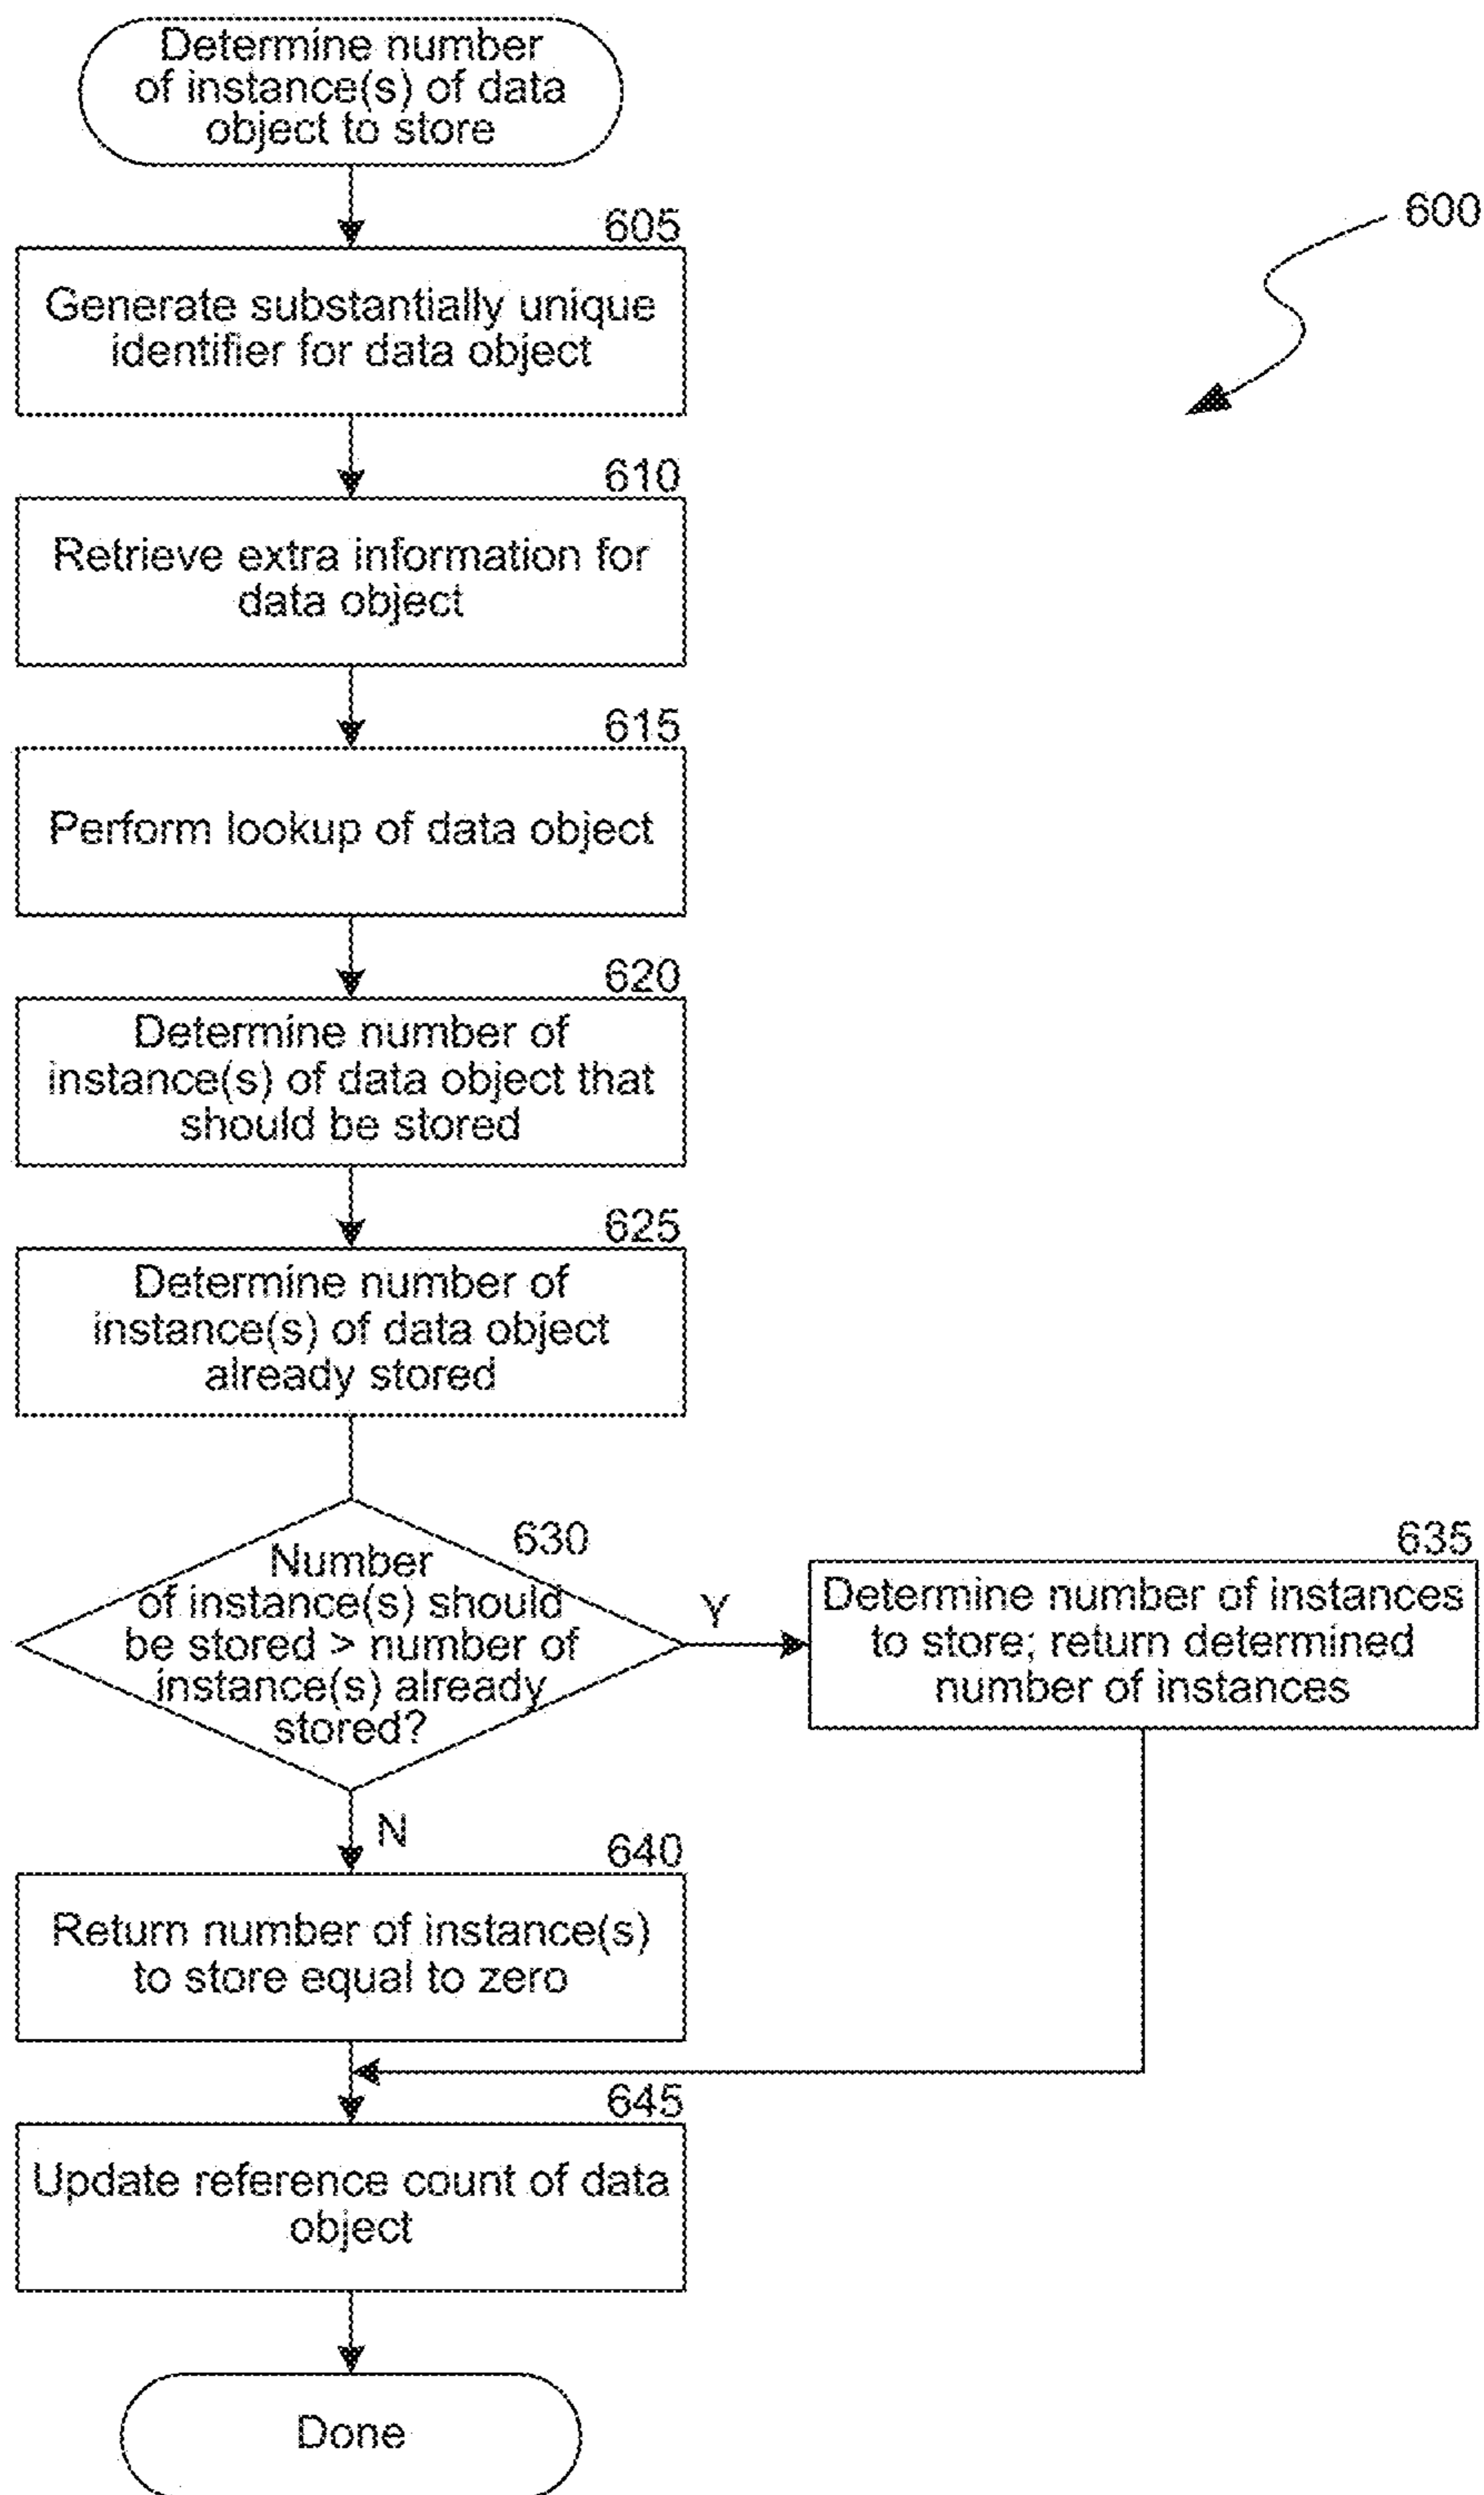 Determine number
of instance(s) of data
object to store
600
605
Generate substantially unique
identifier for data object
610
Retrieve extra information for
data object
615
Perform lookup of data object
620
Determine number of
instance(s) of data object that
should be stored
625
Determine number of
instance(s) of data object
already stored
630
Number
of instance(s) should
be stored > number of
instance(s) already
stored?
Y
635
Determine number of instances
to store; return determined
number of instances
N
640
Return number of instance(s)
to store equal to zero
645
Update reference count of data
object
Done